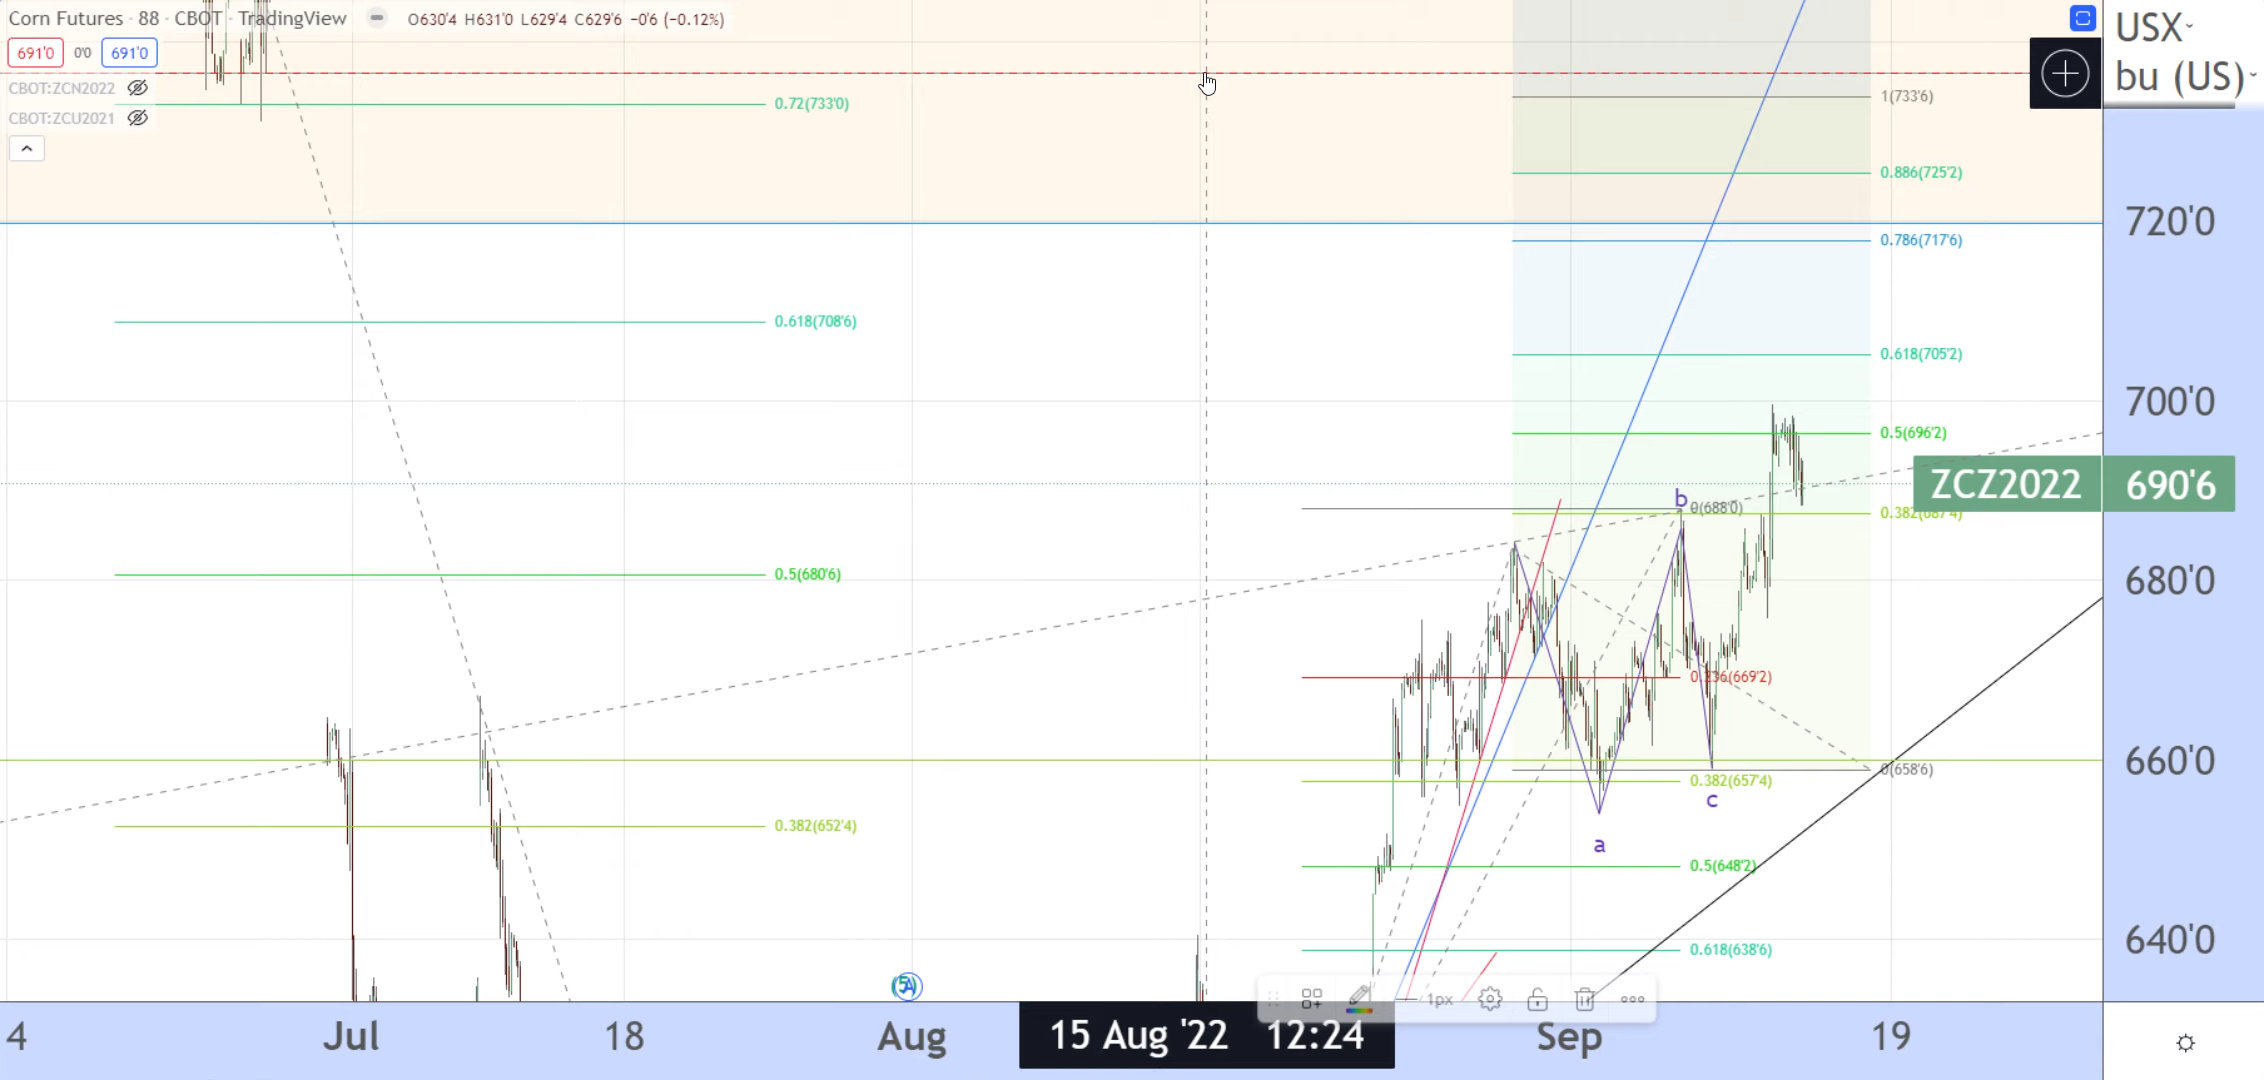 Corn Futures · 88 · CBOT · TradingView O630'4 H631'0 L629'4 C629'6 −0'6 (−0.12%)
691'0 0'0 691'0
CBOT:ZCN2022
CBOT:ZCU2021
USX
bu (US)
0.72(733'0)
1(733'6)
0.886(725'2)
720'0
0.786(717'6)
0.618(708'6)
0.618(705'2)
700'0
0.5(696'2)
ZCZ2022 690'6
b
0(688'0)
0.382(687'4)
0.5(680'6)
680'0
0.236(669'2)
660'0
0(658'6)
0.382(657'4)
c
0.382(652'4)
a
0.5(648'2)
640'0
0.618(638'6)
1px
4 Jul 18 Aug 15 Aug '22 12:24 Sep 19